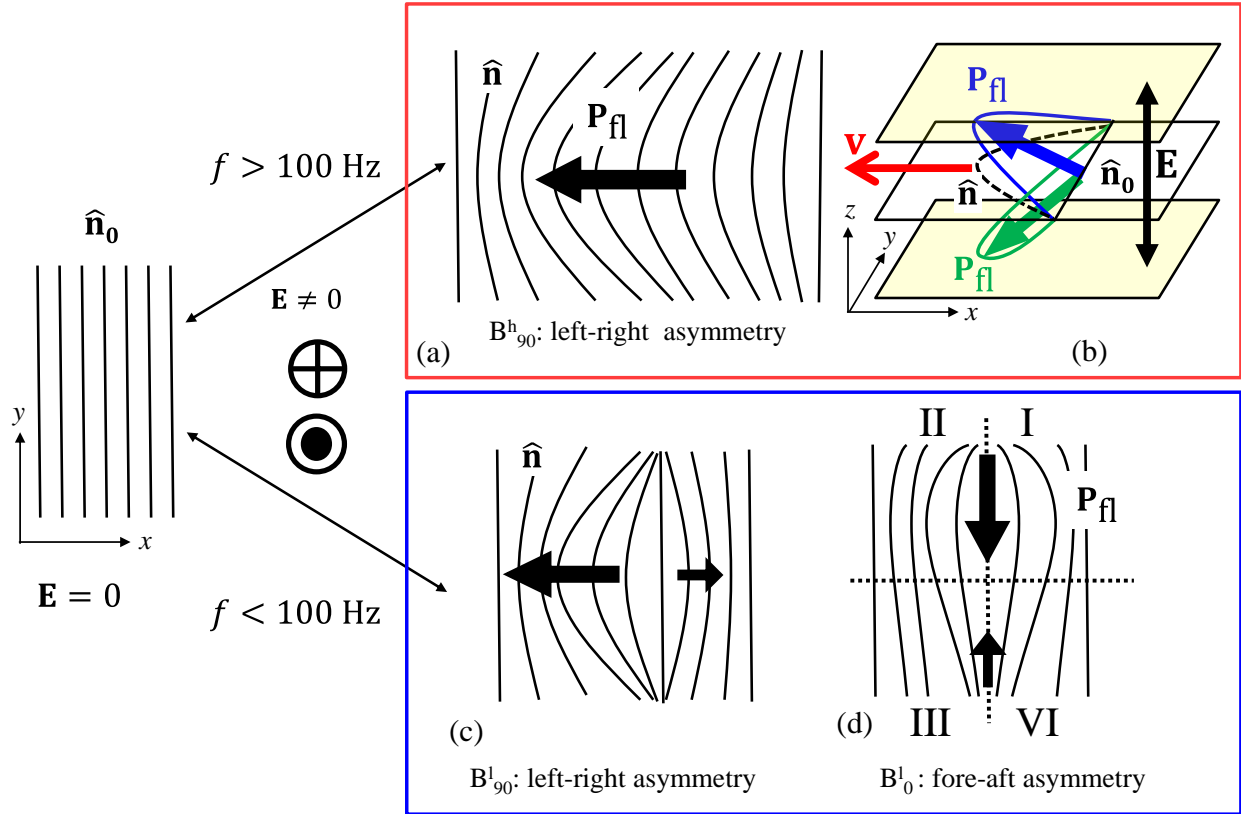 n̂₀
y
x
E = 0
f > 100 Hz
E ≠ 0
f < 100 Hz
n̂
P_fl
(a)
B^h_90: left-right asymmetry
P_fl
v
n̂
n̂₀
E
P_fl
z
y
x
(b)
n̂
(c)
B^l_90: left-right asymmetry
II
I
P_fl
III
VI
(d)
B^l_0 : fore-aft asymmetry